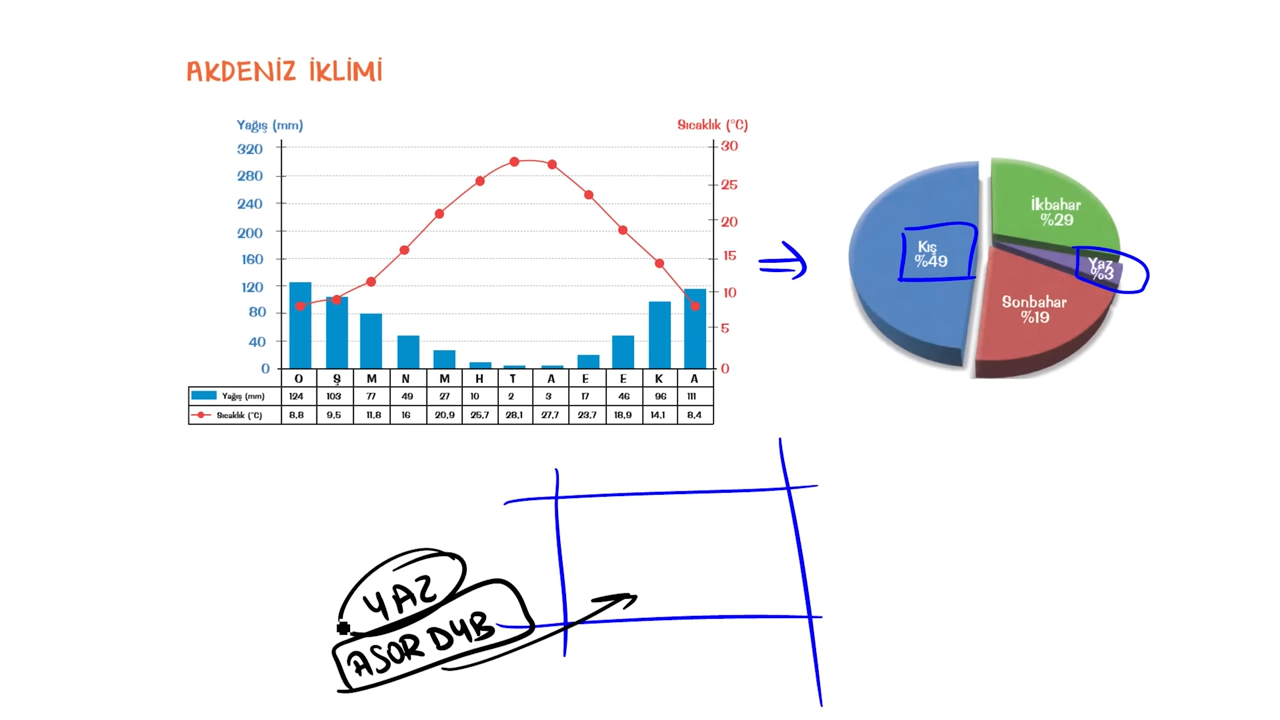 AKDENİZ İKLİMİ
Yağış (mm)
Sıcaklık (°C)
320
280
240
200
160
120
80
40
0
30
25
20
15
10
5
0
O Ş M N M H T A E E K A
Yağış (mm) 124 103 77 49 27 10 2 3 17 46 96 111
Sıcaklık (°C) 8,8 9,5 11,8 16 20,9 25,7 28,1 27,7 23,7 18,9 14,1 8,4
İlkbahar
%29
Kış
%49
Yaz
%3
Sonbahar
%19
YAZ
ASOR DYB